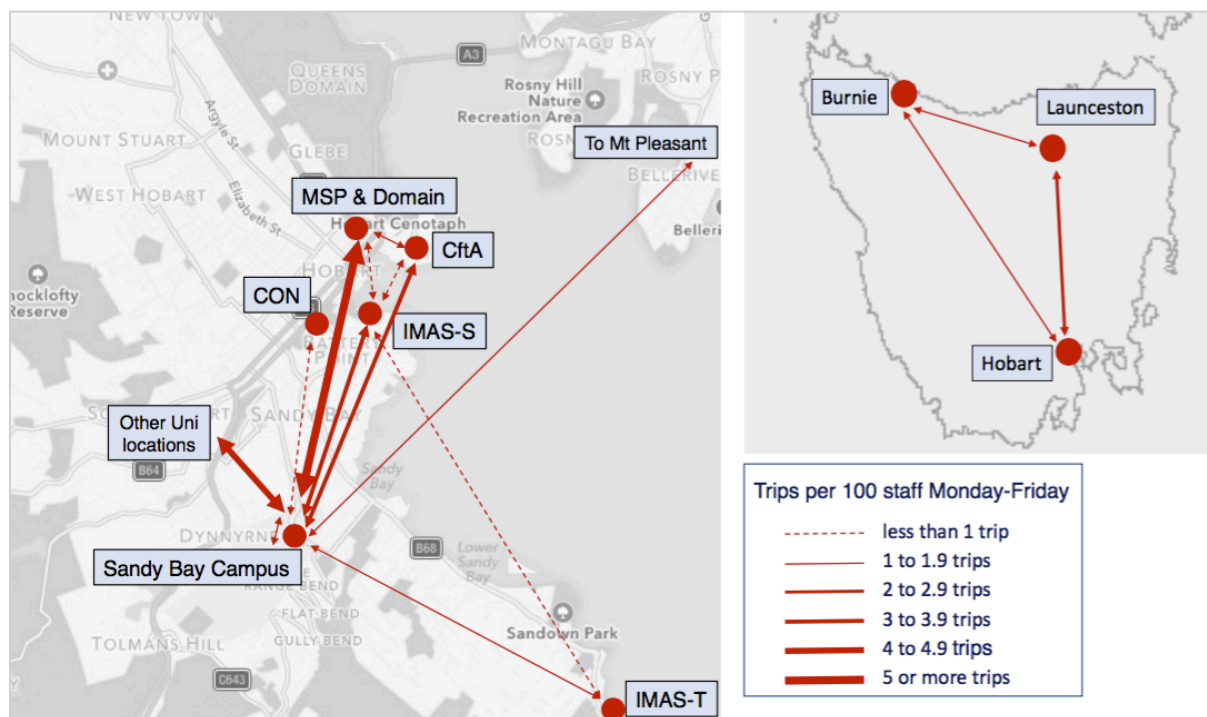 NEW TOWN
MONTAGU BAY
A3
QUEENS
DOMAIN
Rosny Hill
Nature
Recreation Area
ROSNY
Argyle St
MOUNT STUART
GLEBE
To Mt Pleasant
BELLERIVE
WEST HOBART
Elizabeth St
MSP & Domain
Hobart Cenotaph
CftA
HOBART
Reserve
CON
IMAS-S
BATTERY
POINT
SANDY BAY
Other Uni
locations
B64
Sandy
Bay
DYNNYRNE
B68
Lower
Sandy
Bay
Sandy Bay Campus
RANGE BEND
FLAT BEND
GULLY BEND
Sandown Park
TOLMANS HILL
C643
IMAS-T
Burnie
Launceston
Hobart
Trips per 100 staff Monday-Friday
less than 1 trip
1 to 1.9 trips
2 to 2.9 trips
3 to 3.9 trips
4 to 4.9 trips
5 or more trips